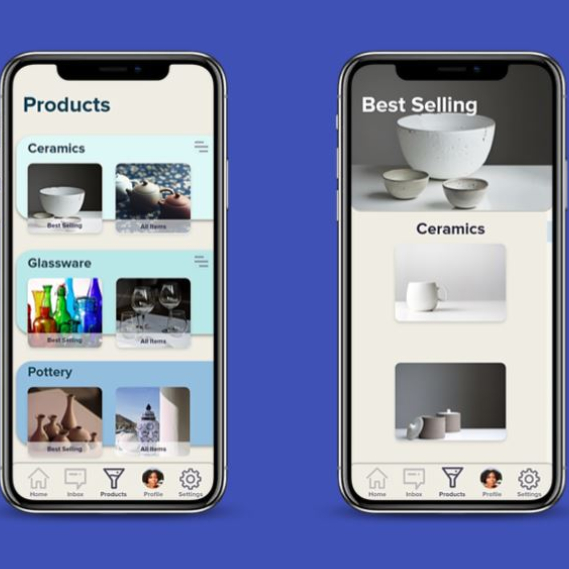 Products
Ceramics
Best Selling
All Items
Glassware
Best Selling
All Items
Pottery
Best Selling
All Items
Home
Inbox
Products
Profile
Settings
Best Selling
Ceramics
Home
Inbox
Products
Profile
Settings